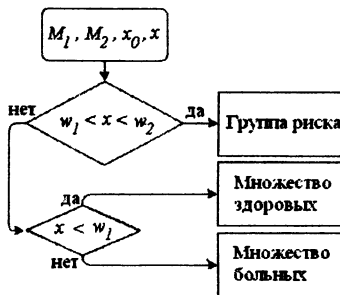 M₁, M₂, x₀, x
нет
да
w₁ < x < w₂
Группа риска
да
Множество
здоровых
x < w₁
нет
Множество
больных